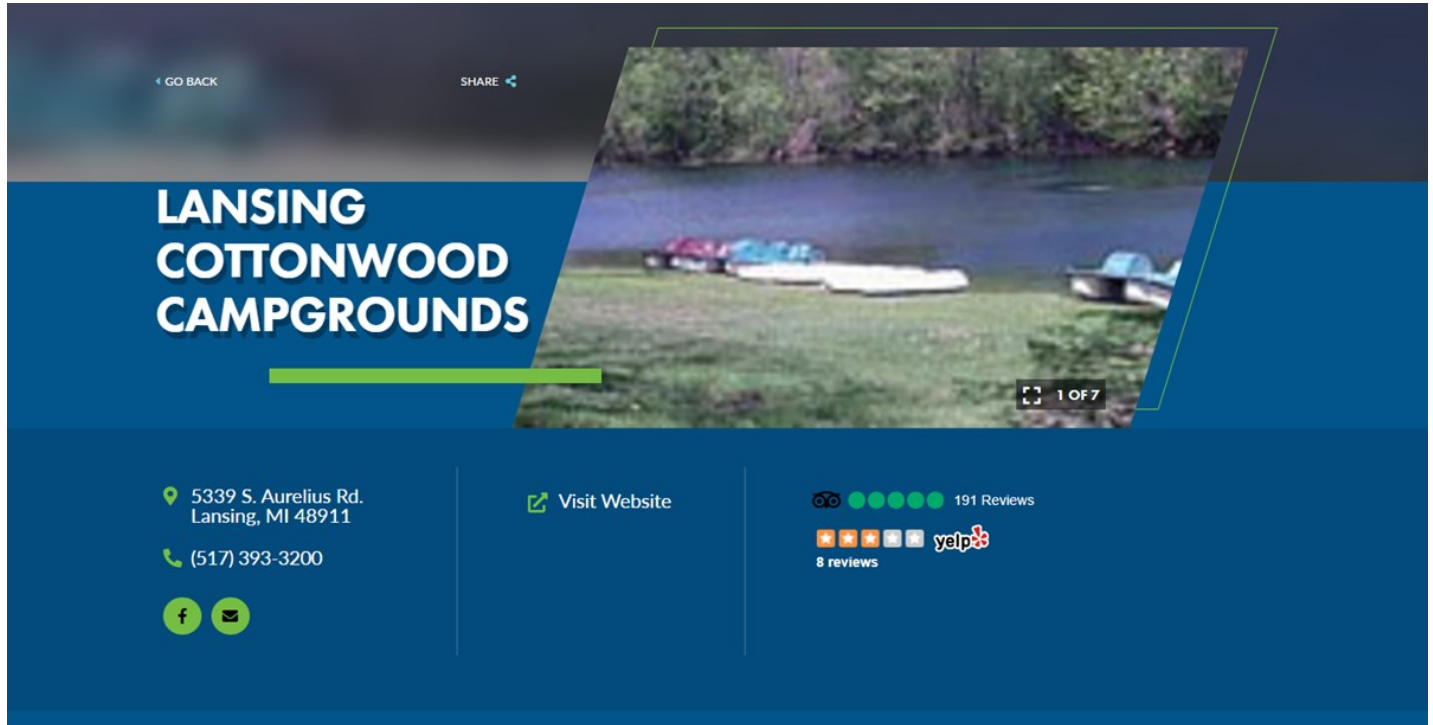 GO BACK
SHARE
LANSING
COTTONWOOD
CAMPGROUNDS
1 OF 7
5339 S. Aurelius Rd.
Lansing, MI 48911
(517) 393-3200
Visit Website
191 Reviews
yelp
8 reviews